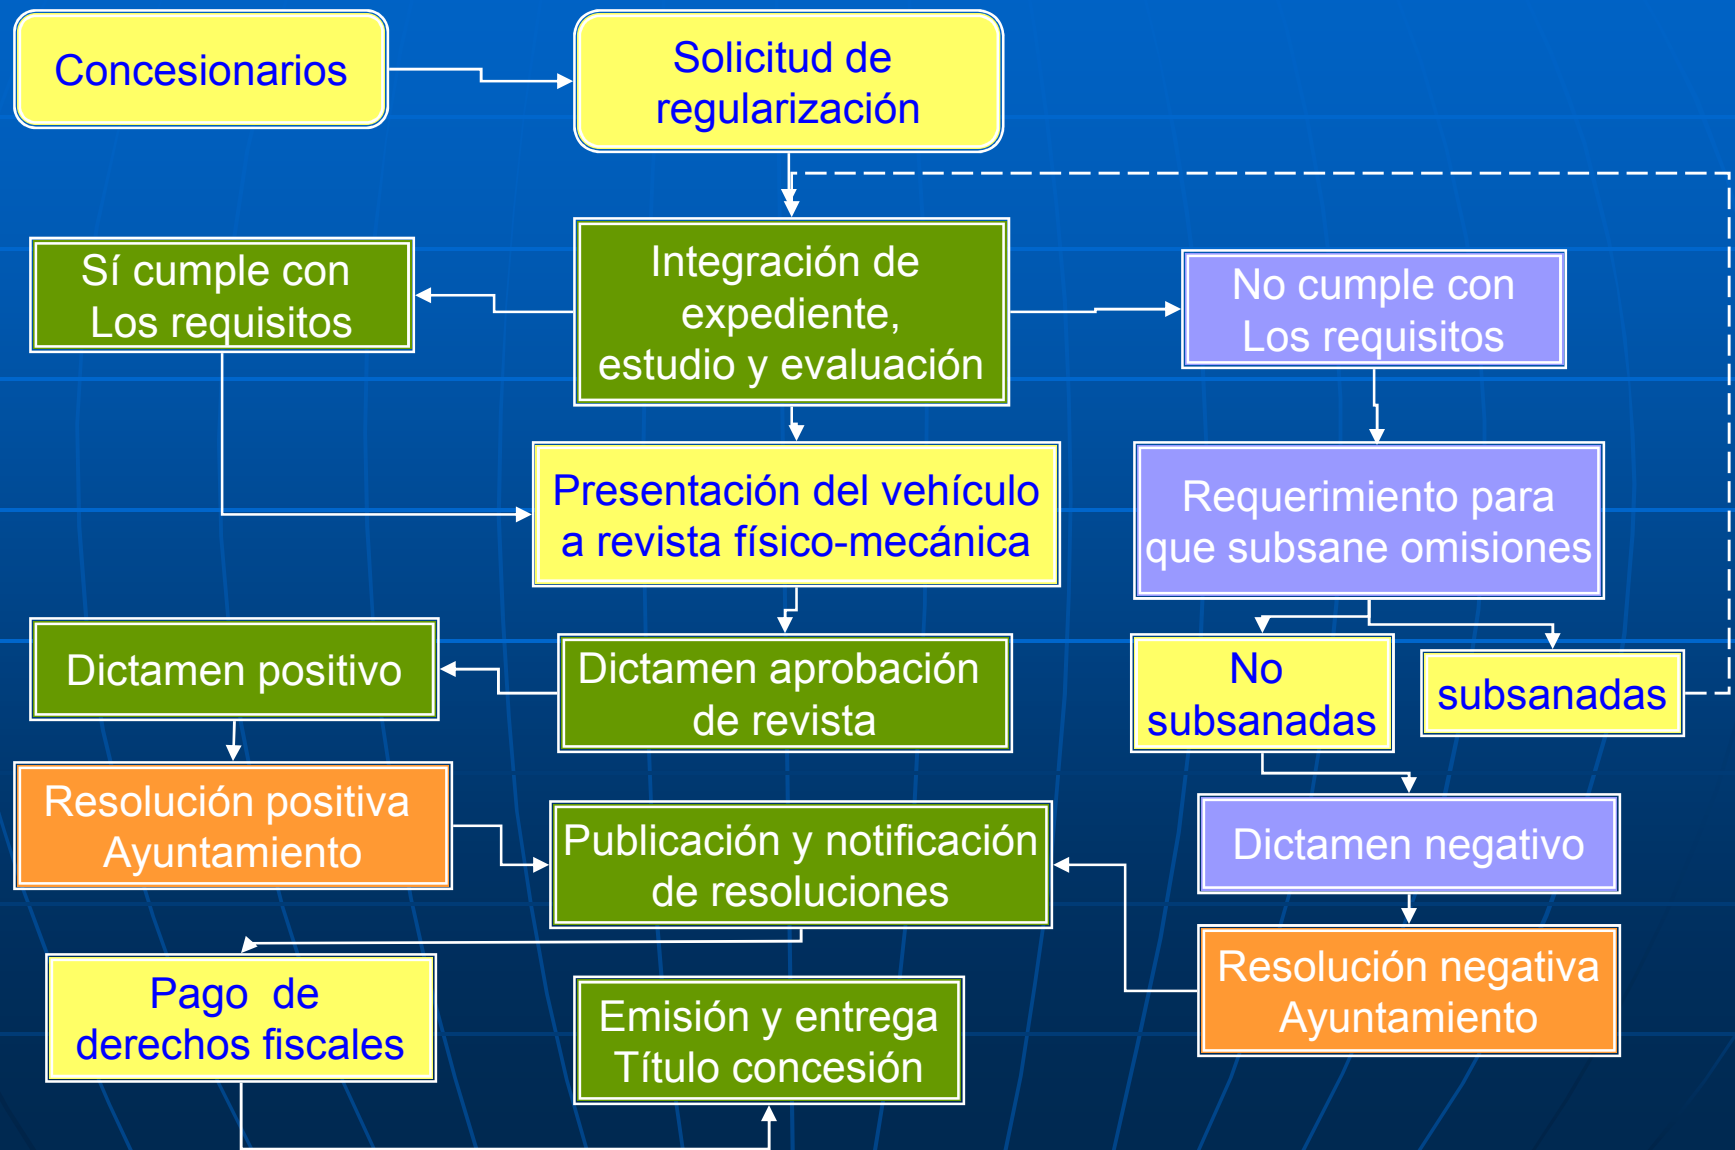 Concesionarios
Solicitud de
regularización
Sí cumple con
Los requisitos
Integración de
expediente,
estudio y evaluación
No cumple con
Los requisitos
Presentación del vehículo
a revista físico-mecánica
Requerimiento para
que subsane omisiones
Dictamen positivo
Dictamen aprobación
de revista
No
subsanadas
subsanadas
Resolución positiva
Ayuntamiento
Publicación y notificación
de resoluciones
Dictamen negativo
Pago de
derechos fiscales
Emisión y entrega
Título concesión
Resolución negativa
Ayuntamiento